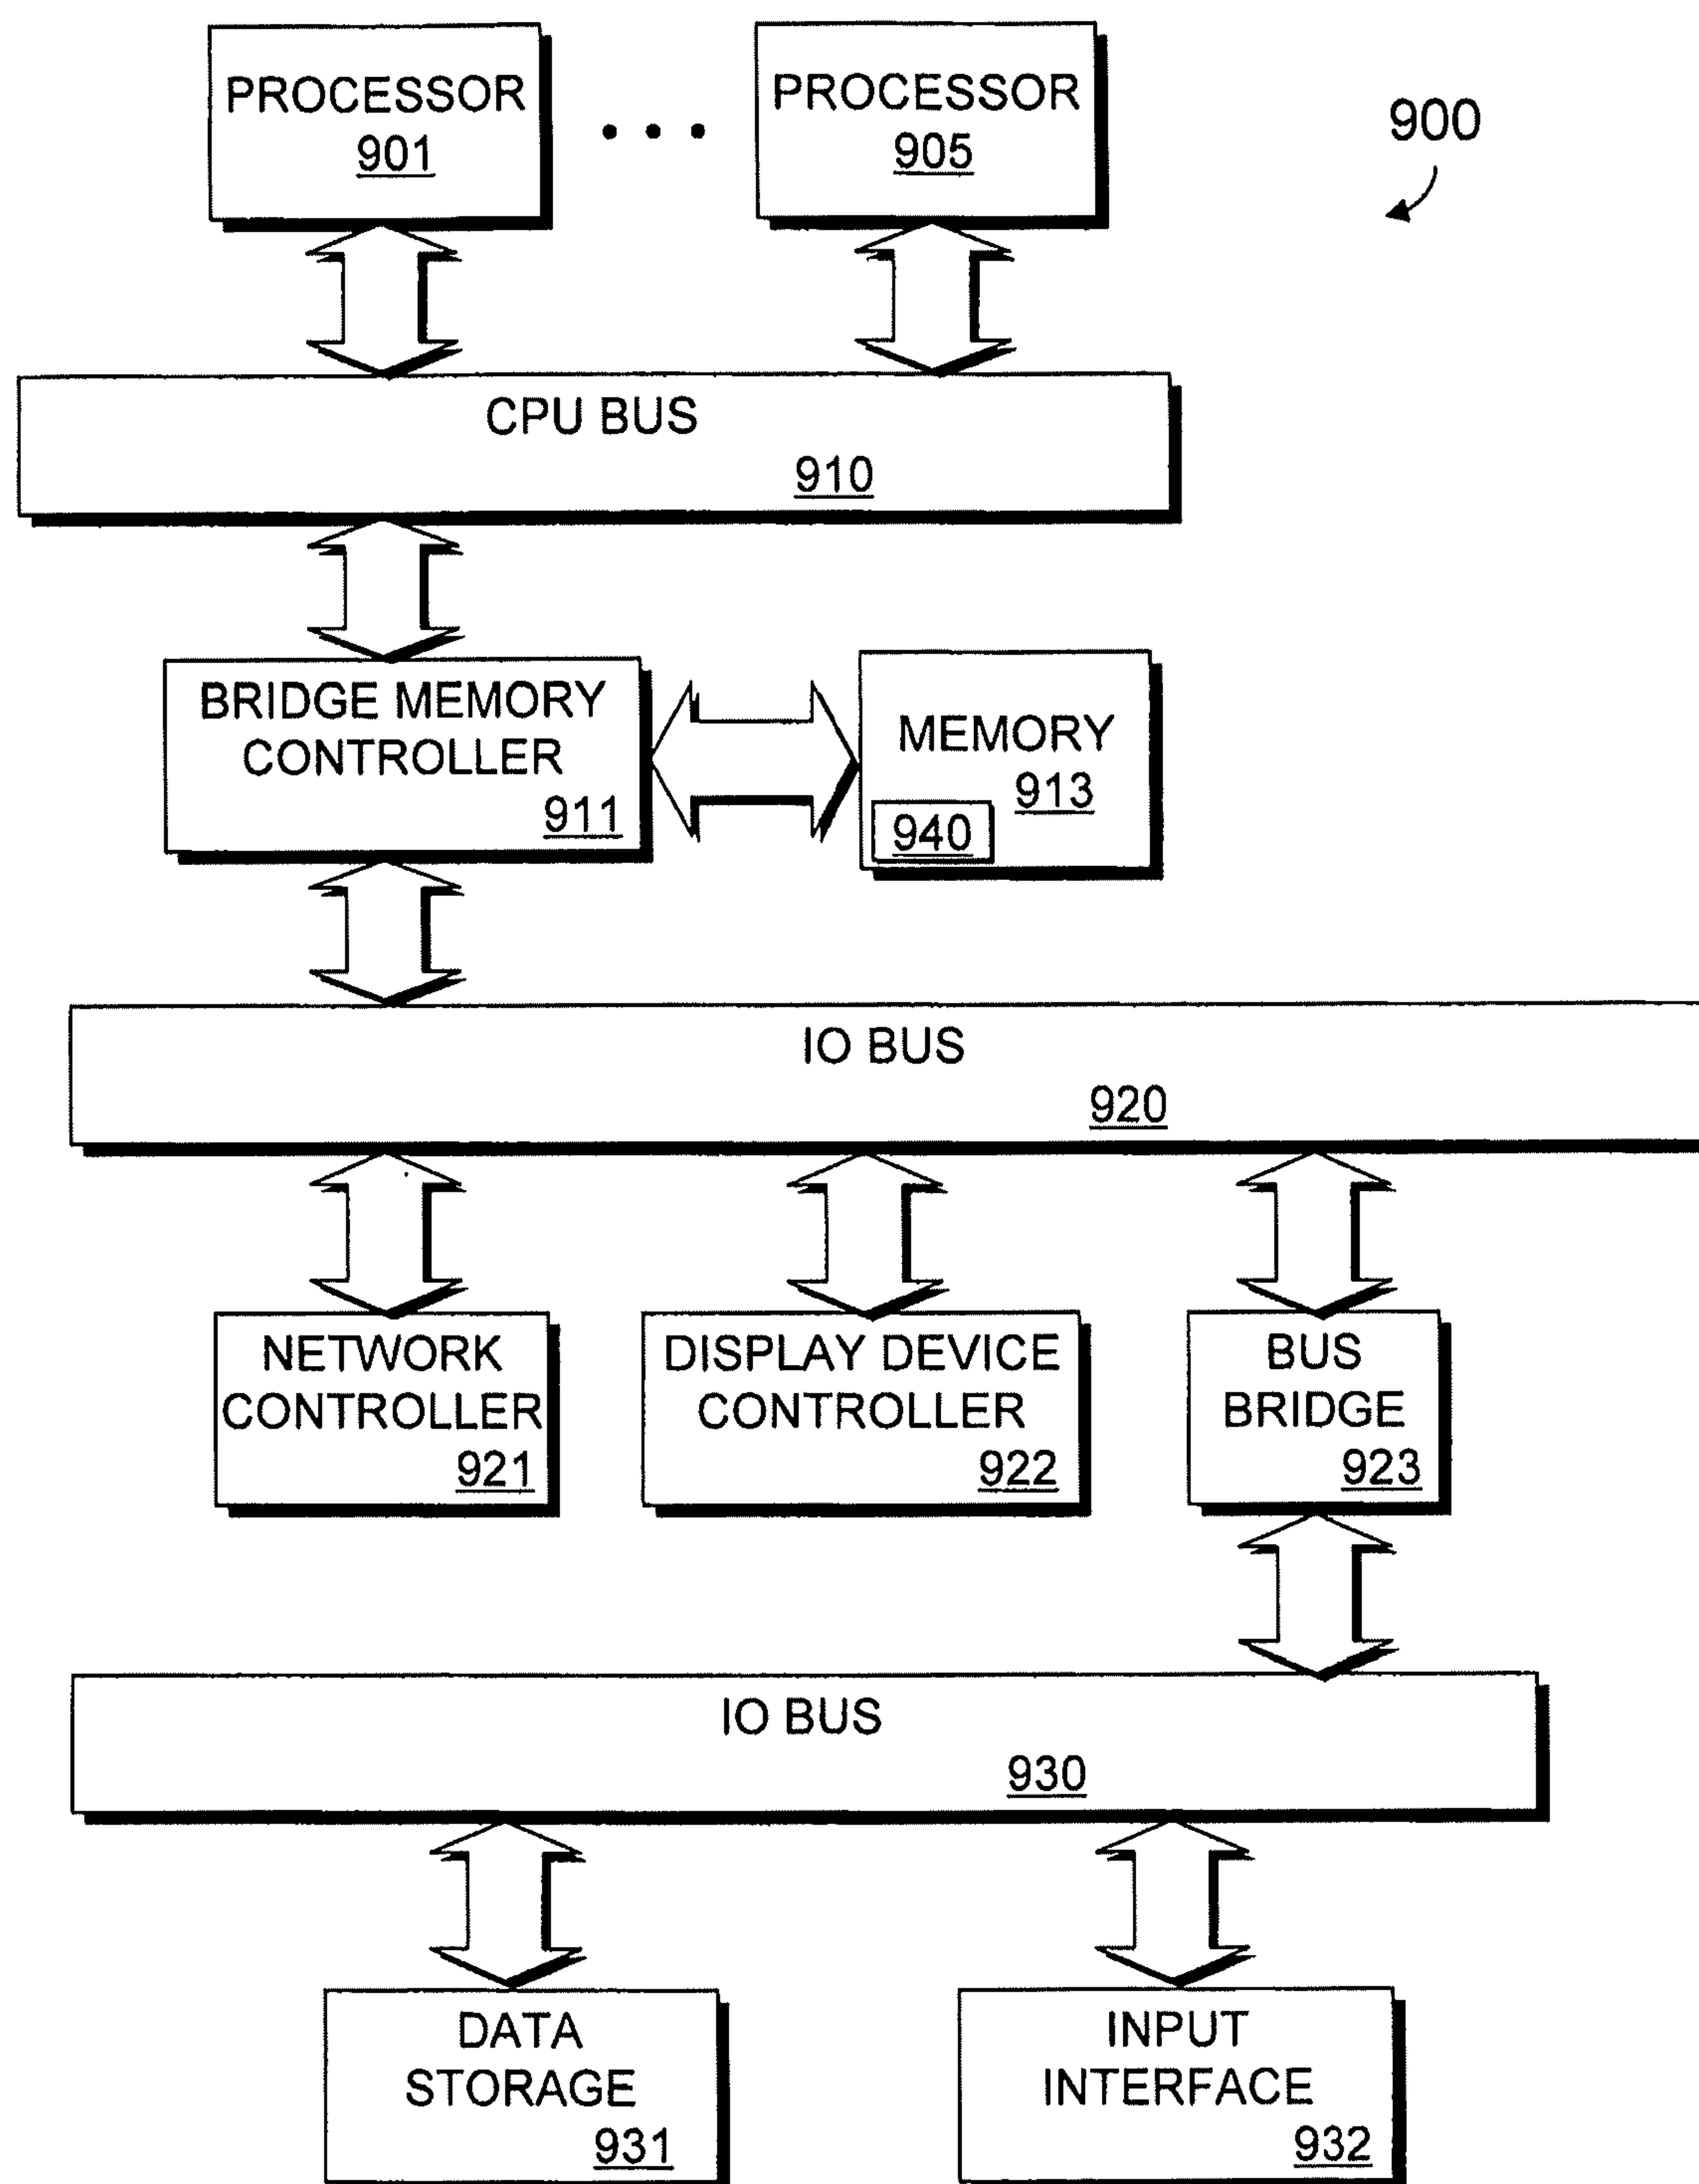 PROCESSOR
901
PROCESSOR
905
900
CPU BUS
910
BRIDGE MEMORY
CONTROLLER
911
MEMORY
913
940
IO BUS
920
NETWORK
CONTROLLER
921
DISPLAY DEVICE
CONTROLLER
922
BUS
BRIDGE
923
IO BUS
930
DATA
STORAGE
931
INPUT
INTERFACE
932